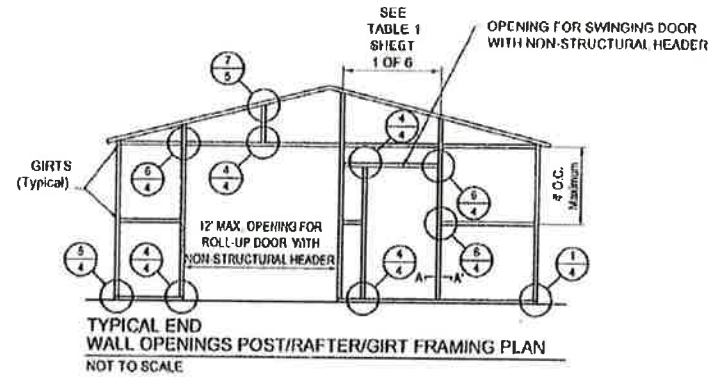 SEE
TABLE 1
SHEET
1 OF 6
OPENING FOR SWINGING DOOR
WITH NON-STRUCTURAL HEADER
7
5
4
4
GIRTS
(Typical)
6
4
4
4
4' O.C.
Maximum
6
4
12' MAX. OPENING FOR
ROLL-UP DOOR WITH
NON-STRUCTURAL HEADER
5
4
4
4
4
4
6
4
A
A'
1
4
TYPICAL END
WALL OPENINGS POST/RAFTER/GIRT FRAMING PLAN
NOT TO SCALE